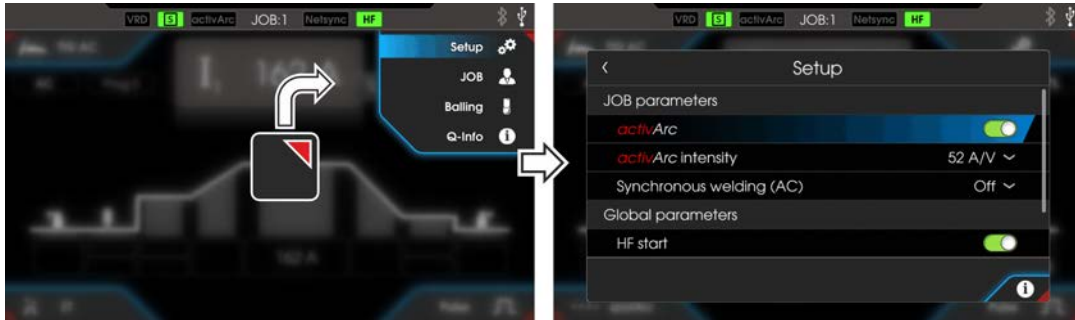 VRD S activArc JOB:1 Netsync HF
Setup
JOB
Balling
Q-Info
162 A
VRD S activArc JOB:1 Netsync HF
Setup
JOB parameters
activArc
activArc intensity 52 A/V
Synchronous welding (AC) Off
Global parameters
HF start